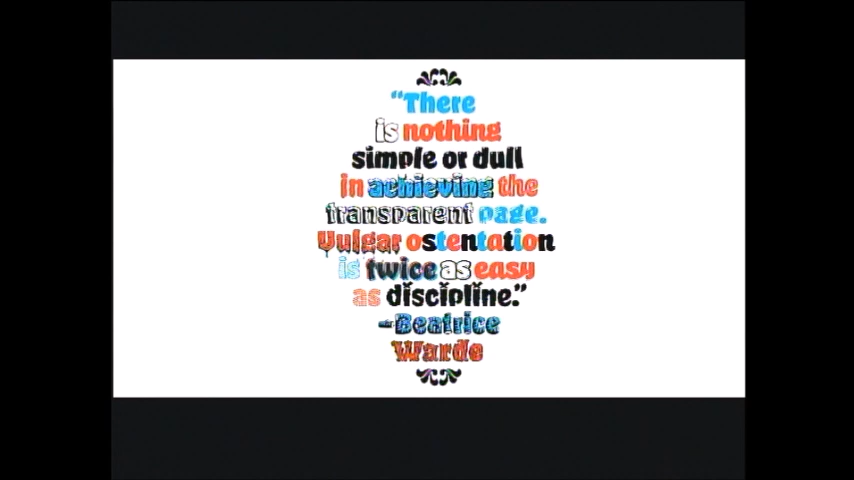 “There
is nothing
simple or dull
in achieving the
transparent page.
Vulgar ostentation
is twice as easy
as discipline.”
-Beatrice
Warde